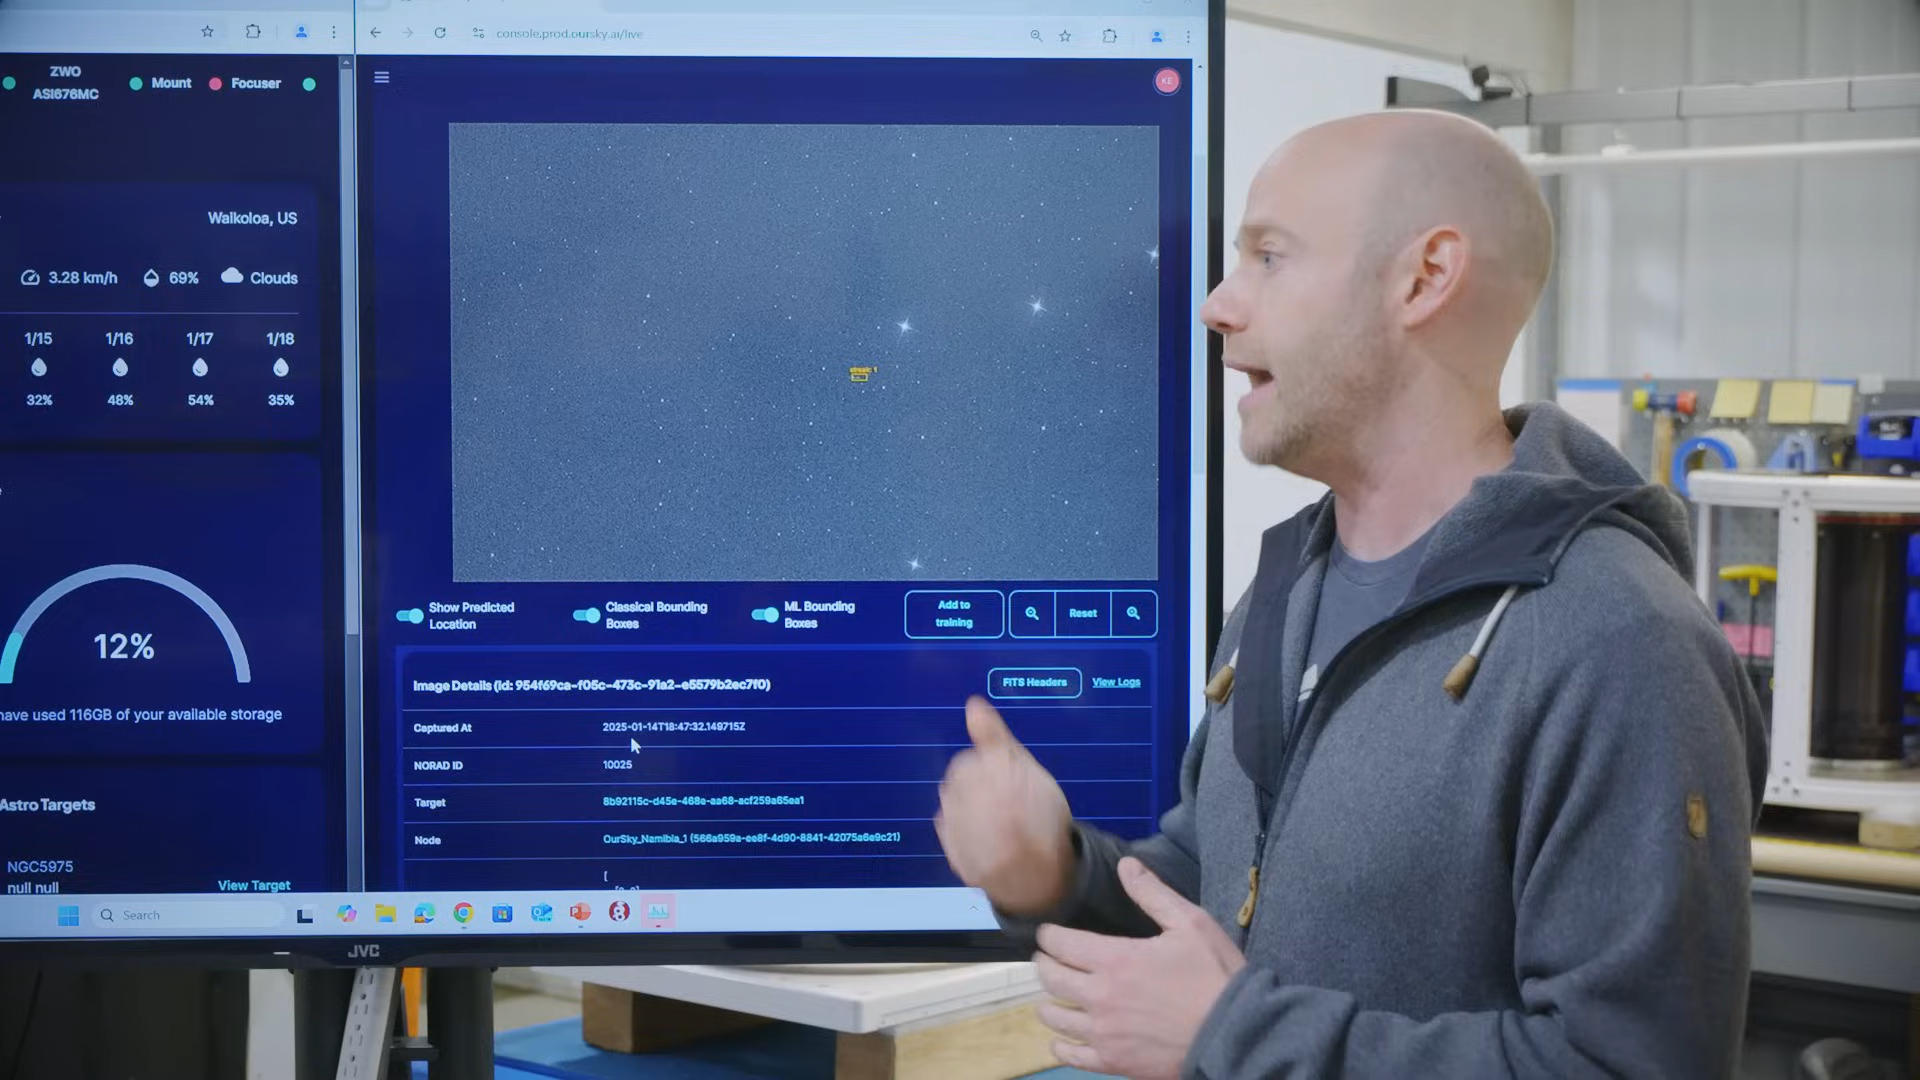 console.prod.oursky.ai/live
ZWO
ASI676MC
Mount
Focuser
KE
Waikoloa, US
3.28 km/h
69%
Clouds
1/15
1/16
1/17
1/18
32%
48%
54%
35%
12%
have used 116GB of your available storage
Astro Targets
NGC5975
null null
View Target
streak: 1
Show Predicted
Location
Classical Bounding
Boxes
ML Bounding
Boxes
Add to
training
Reset
Image Details (id: 954f69ca-f05c-473c-91a2-e5579b2ec7f0)
FITS Headers
View Logs
Captured At
2025-01-14T18:47:32.149715Z
NORAD ID
10025
Target
8b92115c-d45e-468e-aa68-acf259a65ea1
Node
OurSky_Namibia_1 (566a959a-ee8f-4d90-8841-42075a6e9c21)
[
Search
JVC